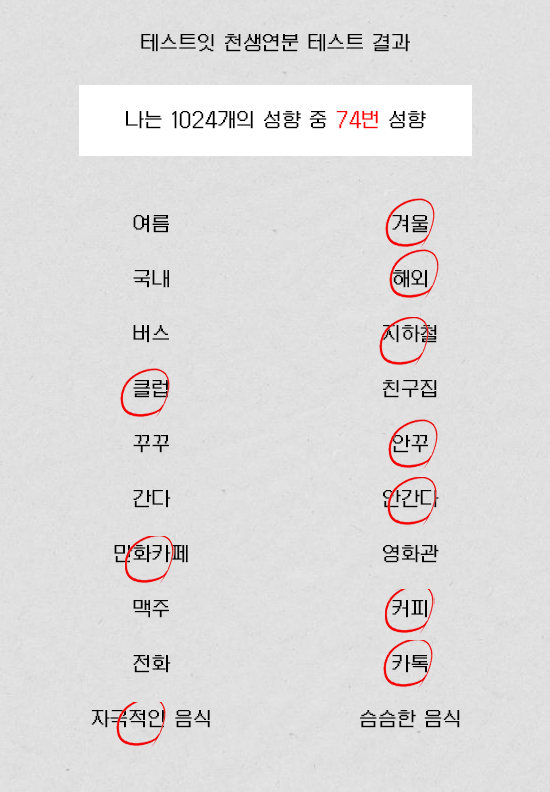 테스트잇 천생연분 테스트 결과
나는 1024개의 성향 중 74번 성향
여름 겨울
국내 해외
버스 지하철
클럽 친구집
꾸꾸 안꾸
간다 안간다
만화카페 영화관
맥주 커피
전화 카톡
자극적인 음식 슴슴한 음식